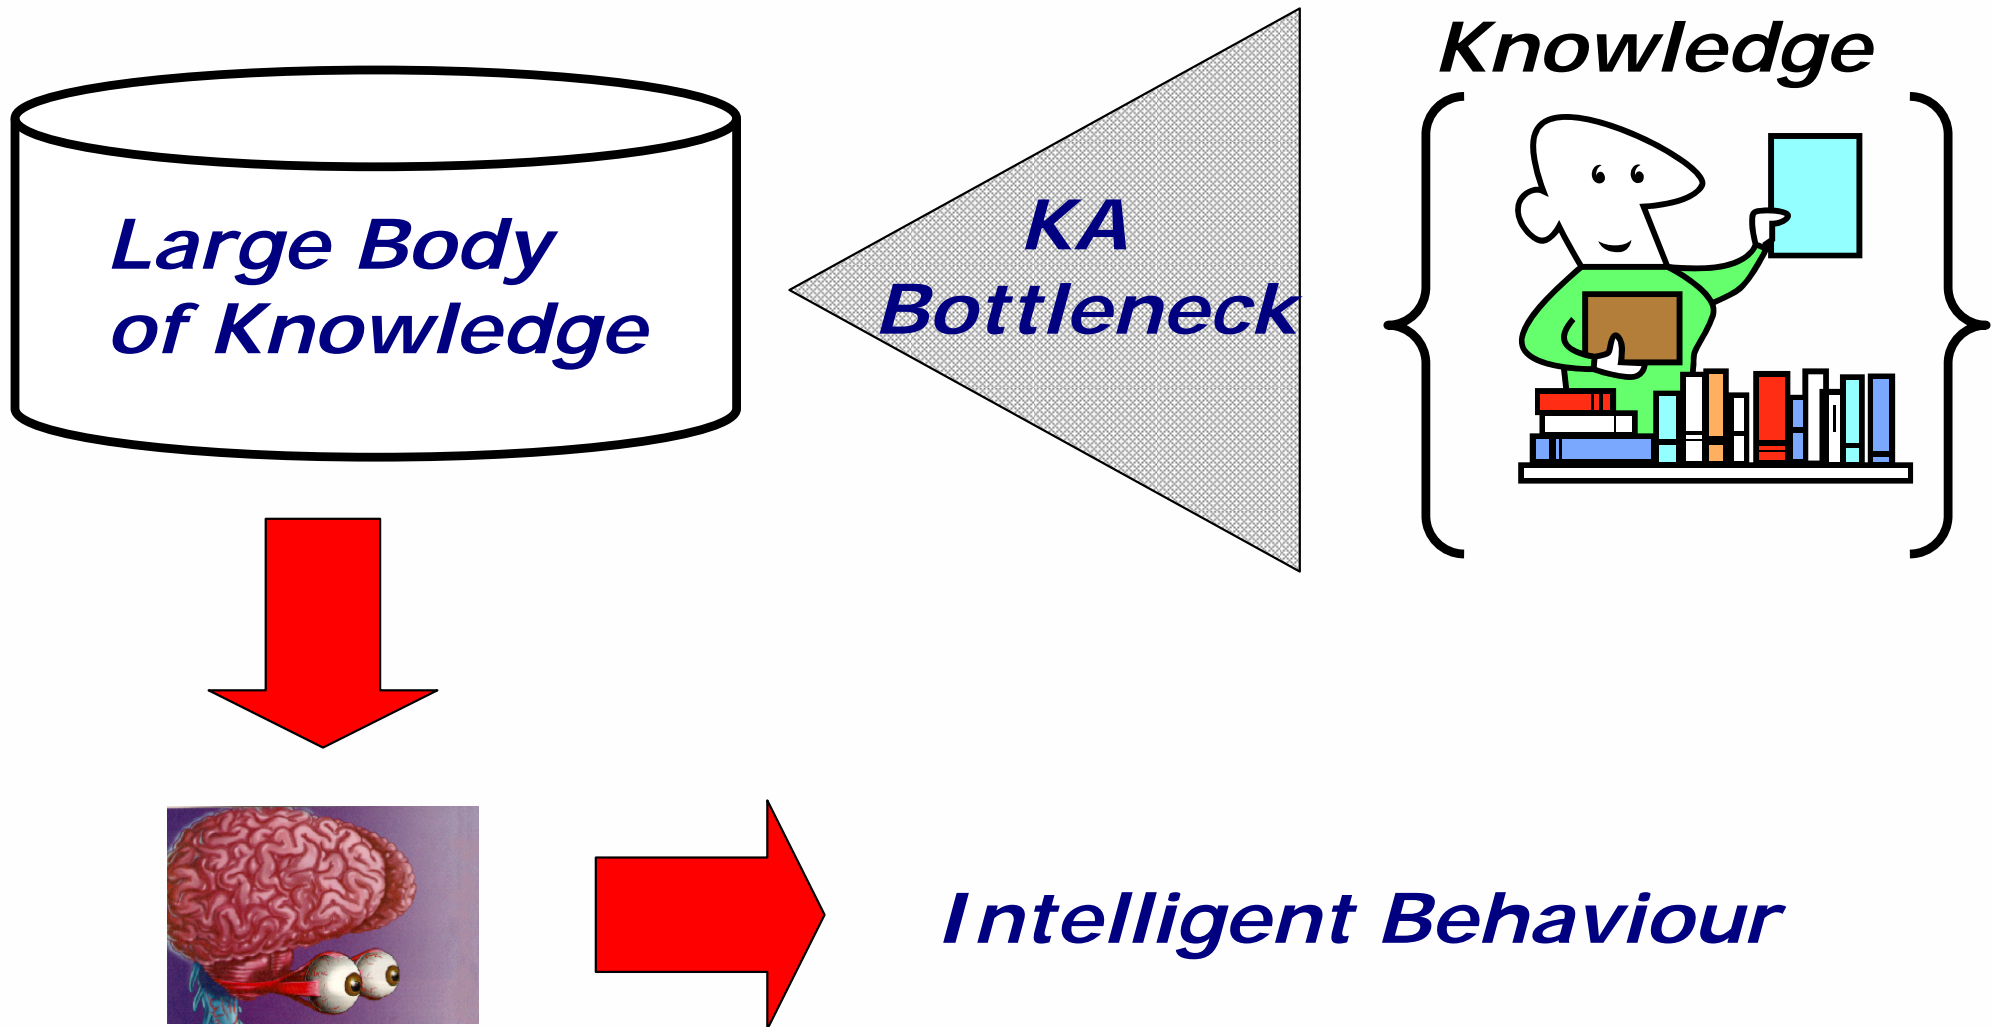 Knowledge
Large Body
of Knowledge
KA
Bottleneck
Intelligent Behaviour